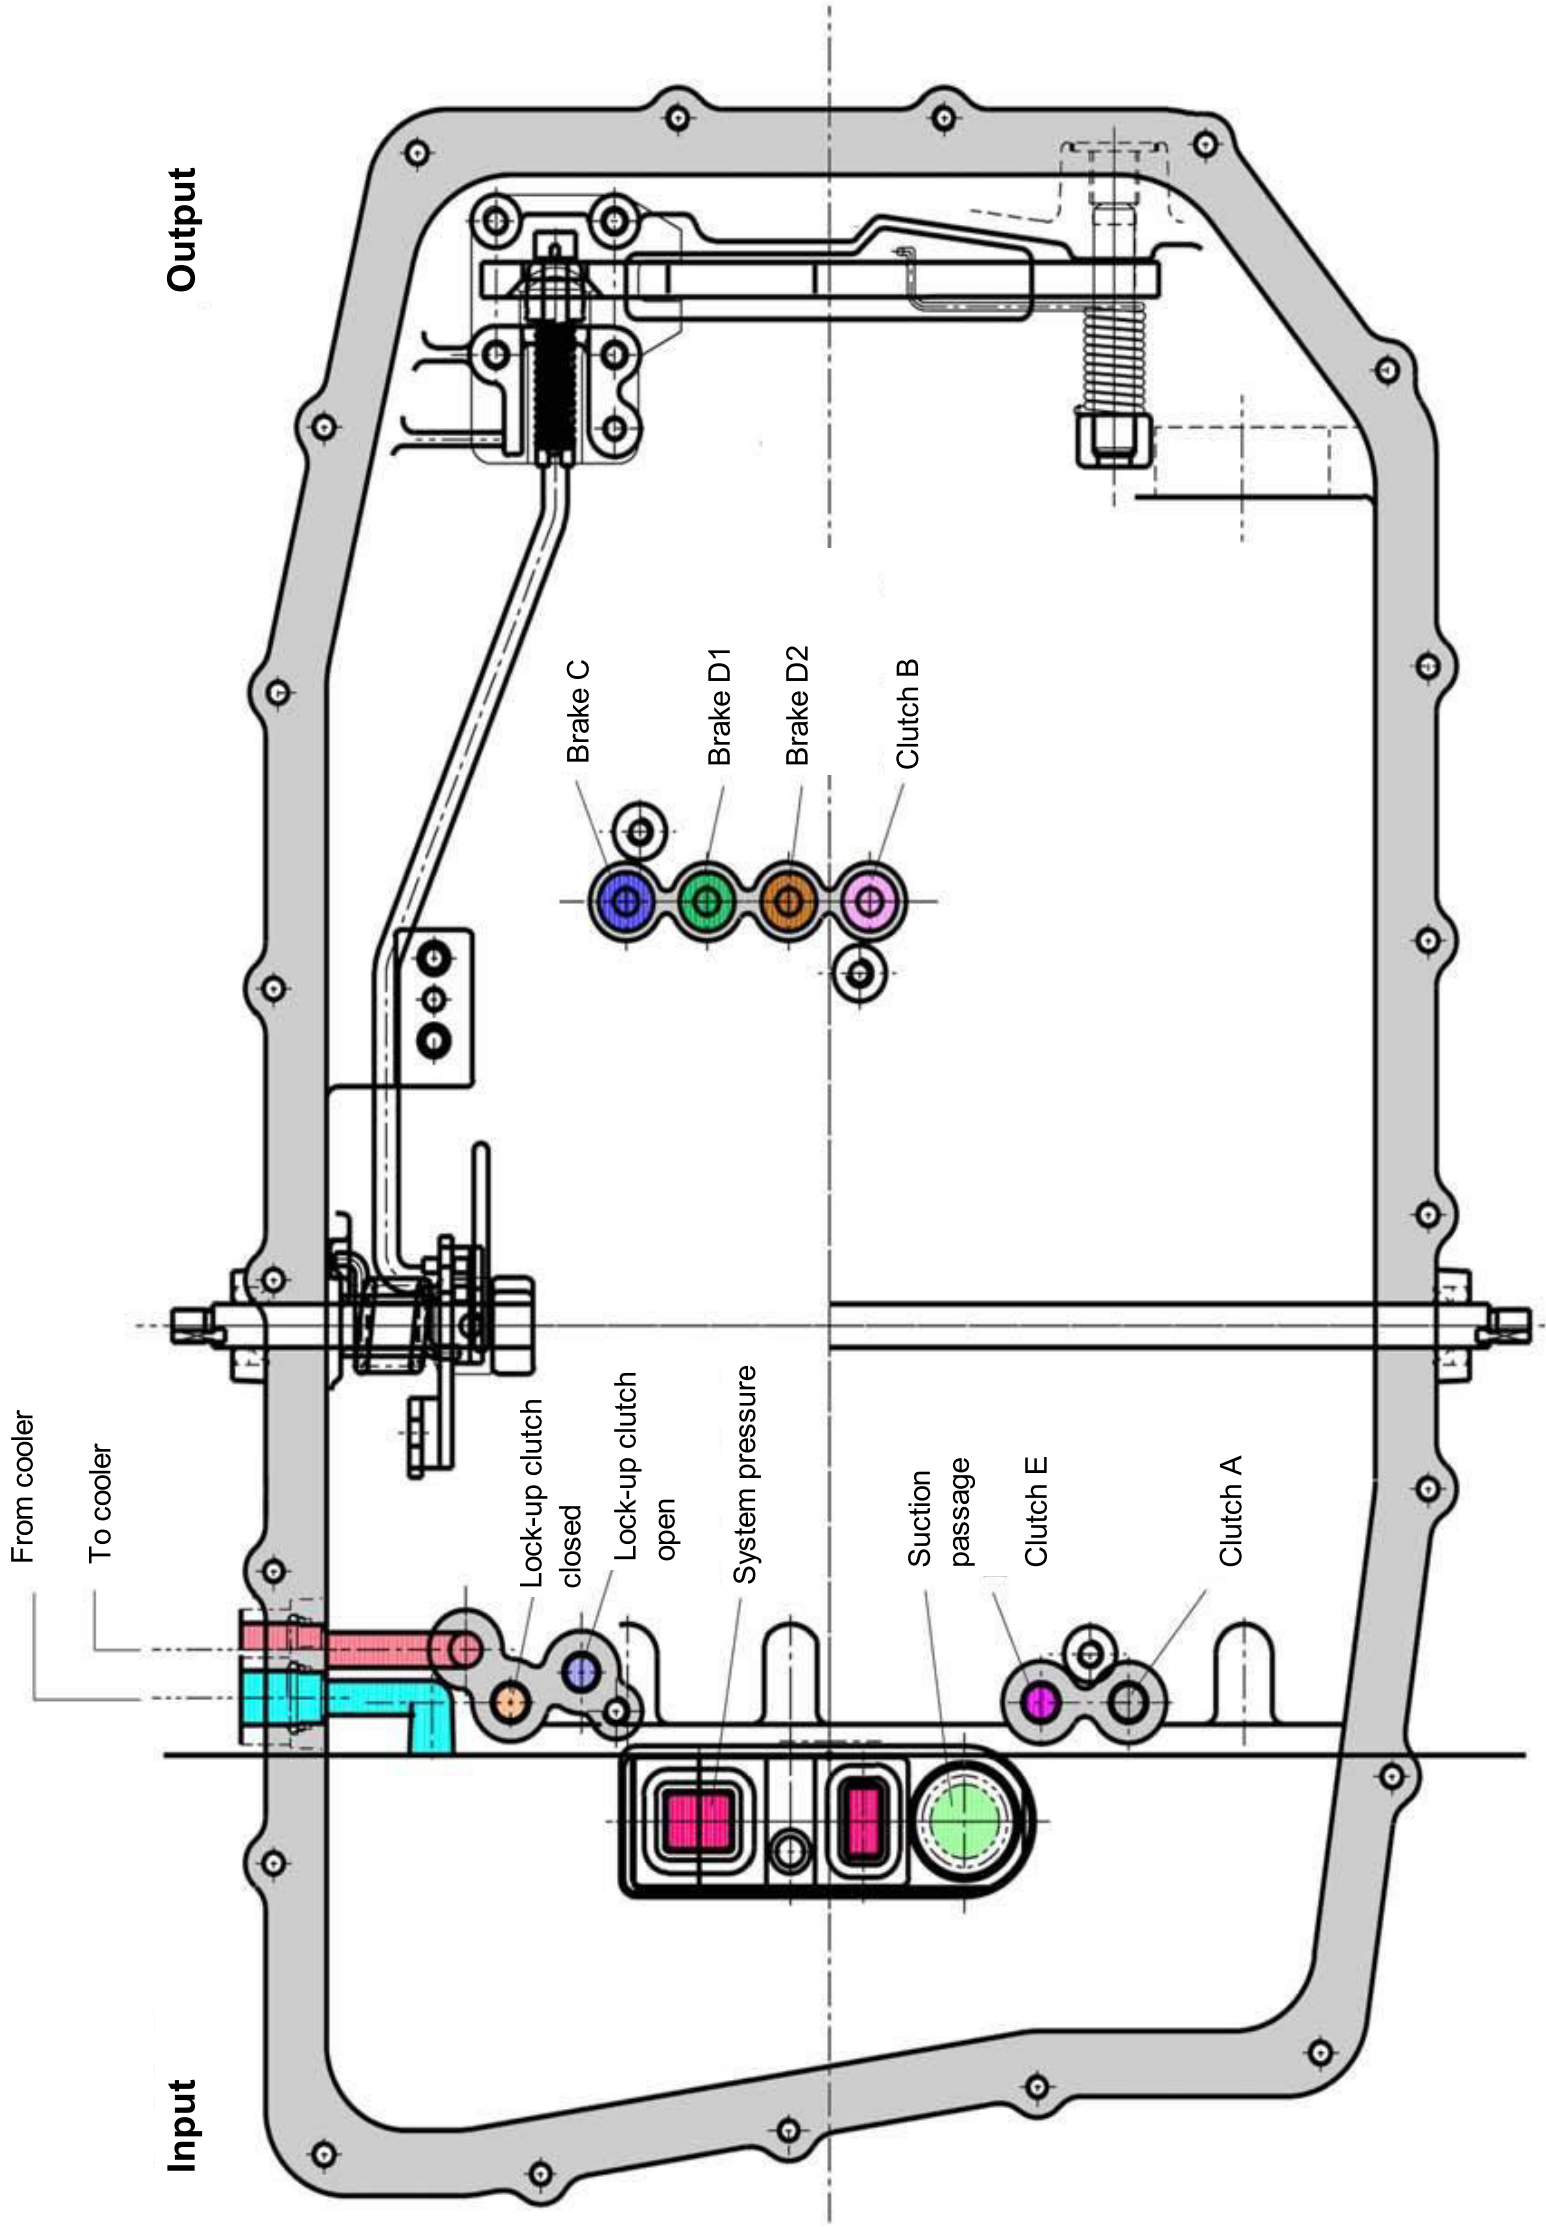 From cooler
To cooler
Input
Output
Lock-up clutch
closed
Lock-up clutch
open
System pressure
Suction
passage
Clutch E
Clutch A
Brake C
Brake D1
Brake D2
Clutch B